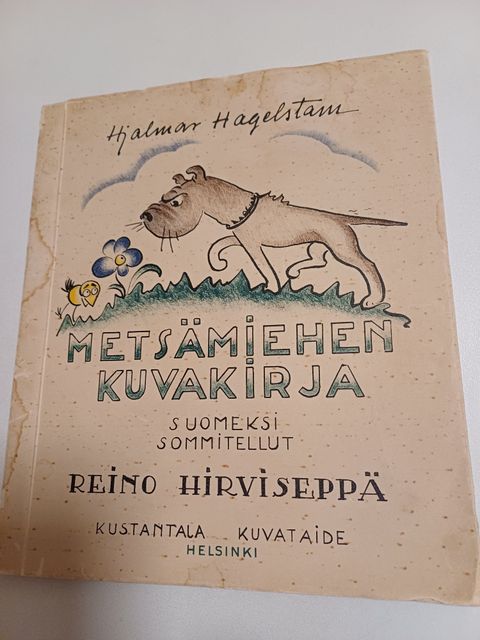 Hjalmar Hagelstam
METSÄMiEHEN
KUVAKiRJA
SUOMEKSI
SOMMITELLUT
REINO HIRVISEPPÄ
KUSTANTALA KUVATAIDE
HELSINKI